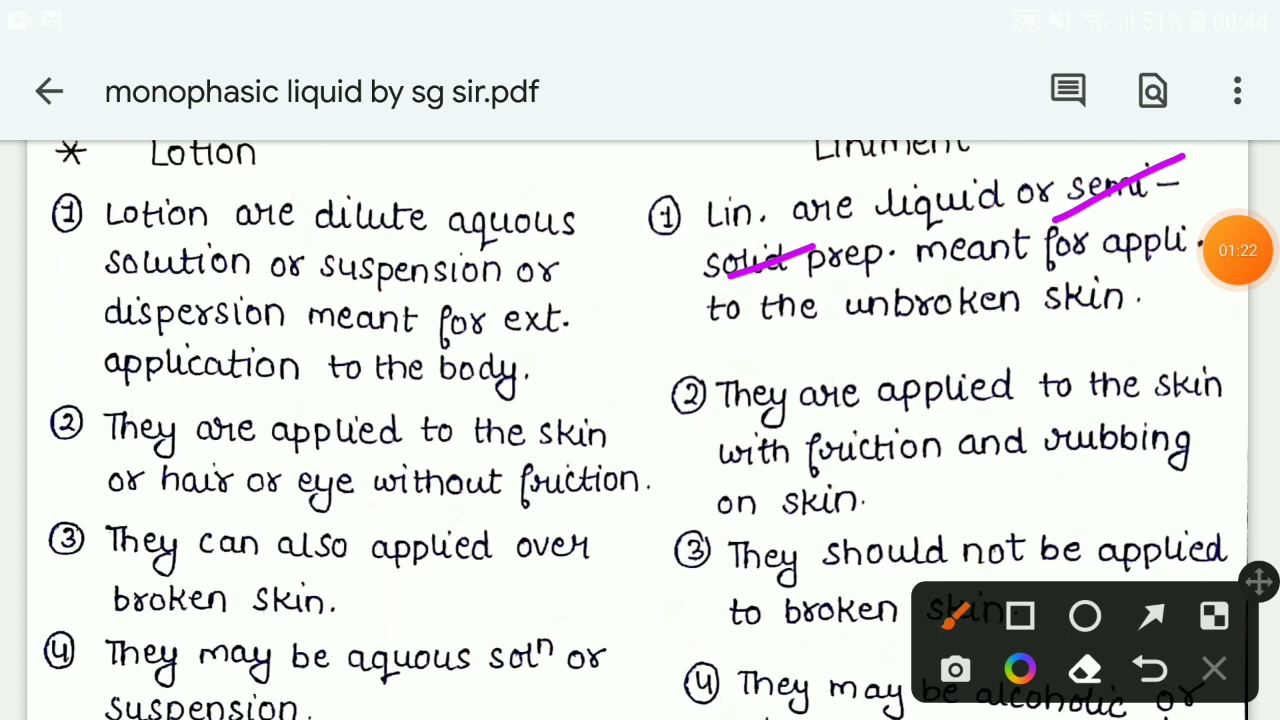 51% 00:44
monophasic liquid by sg sir.pdf
* Lotion
① Lotion are dilute aquous
solution or suspension or
dispersion meant for ext.
application to the body.
② They are applied to the skin
or hair or eye without friction.
③ They can also applied over
broken skin.
④ They may be aquous solⁿ or
suspension.
Liniment
① Lin. are liquid or semi-
solid prep. meant for appli.
to the unbroken skin.
② They are applied to the skin
with friction and rubbing
on skin.
③ They should not be applied
to broken skin.
④ They may be alcoholic or
01:22